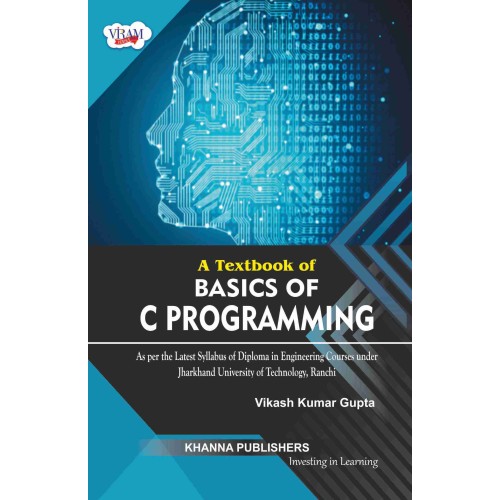 VRAM
A Textbook of
BASICS OF
C PROGRAMMING
As per the Latest Syllabus of Diploma in Engineering Courses under
Jharkhand University of Technology, Ranchi
Vikash Kumar Gupta
KHANNA PUBLISHERS
Investing in Learning